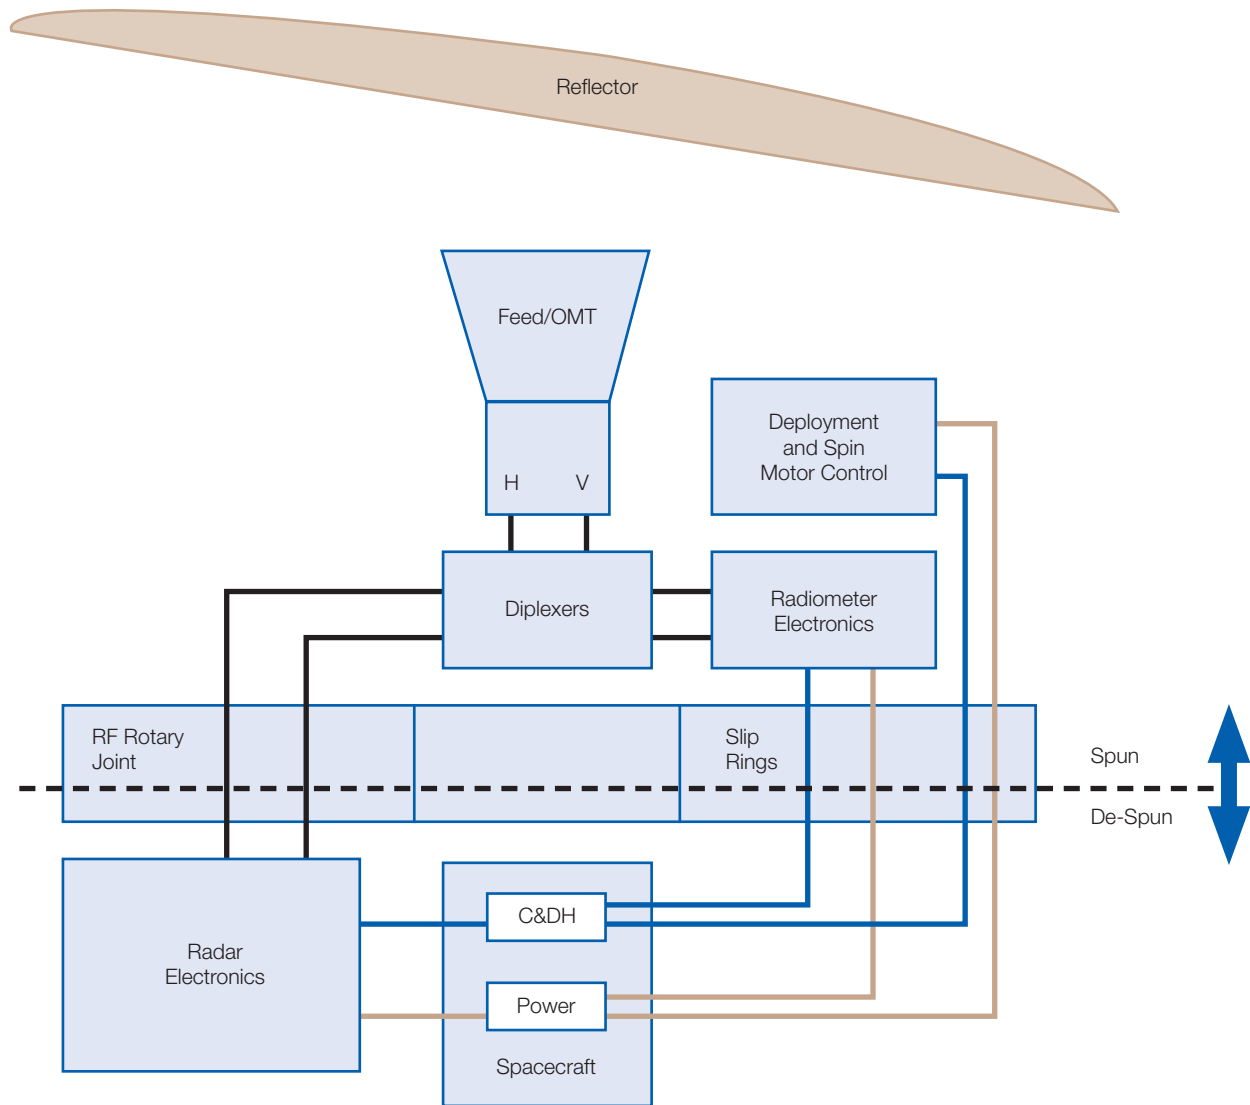 Reflector
Feed/OMT
H V
Deployment
and Spin
Motor Control
Diplexers
Radiometer
Electronics
RF Rotary
Joint
Slip
Rings
Spun
De-Spun
Radar
Electronics
C&DH
Power
Spacecraft